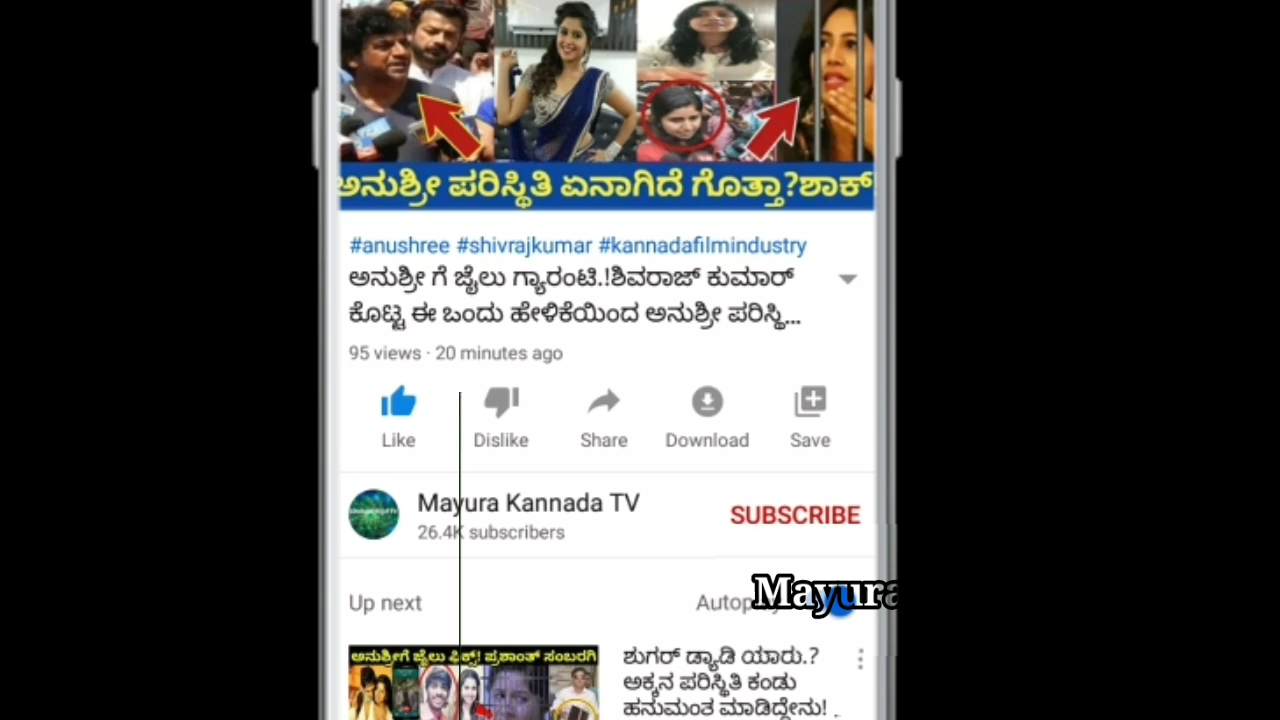 ಅನುಶ್ರೀ ಪರಿಸ್ಥಿತಿ ಏನಾಗಿದೆ ಗೊತ್ತಾ?ಶಾಕ್
#anushree #shivrajkumar #kannadafilmindustry
ಅನುಶ್ರೀ ಗೆ ಜೈಲು ಗ್ಯಾರಂಟಿ.!ಶಿವರಾಜ್ ಕುಮಾರ್
ಕೊಟ್ಟ ಈ ಒಂದು ಹೇಳಿಕೆಯಿಂದ ಅನುಶ್ರೀ ಪರಿಸ್ಥಿ...
95 views · 20 minutes ago
Like Dislike Share Download Save
Mayura Kannada TV
26.4K subscribers
SUBSCRIBE
Up next
Mayura
ಅನುಶ್ರೀಗೆ ಜೈಲು ಫಿಕ್ಸ್! ಪ್ರಶಾಂತ್ ಸಂಬರಗಿ
ಶುಗರ್ ಡ್ಯಾಡಿ ಯಾರು.?
ಅಕ್ಕನ ಪರಿಸ್ಥಿತಿ ಕಂಡು
ಹನುಮಂತ ಮಾಡಿದ್ದೇನು!